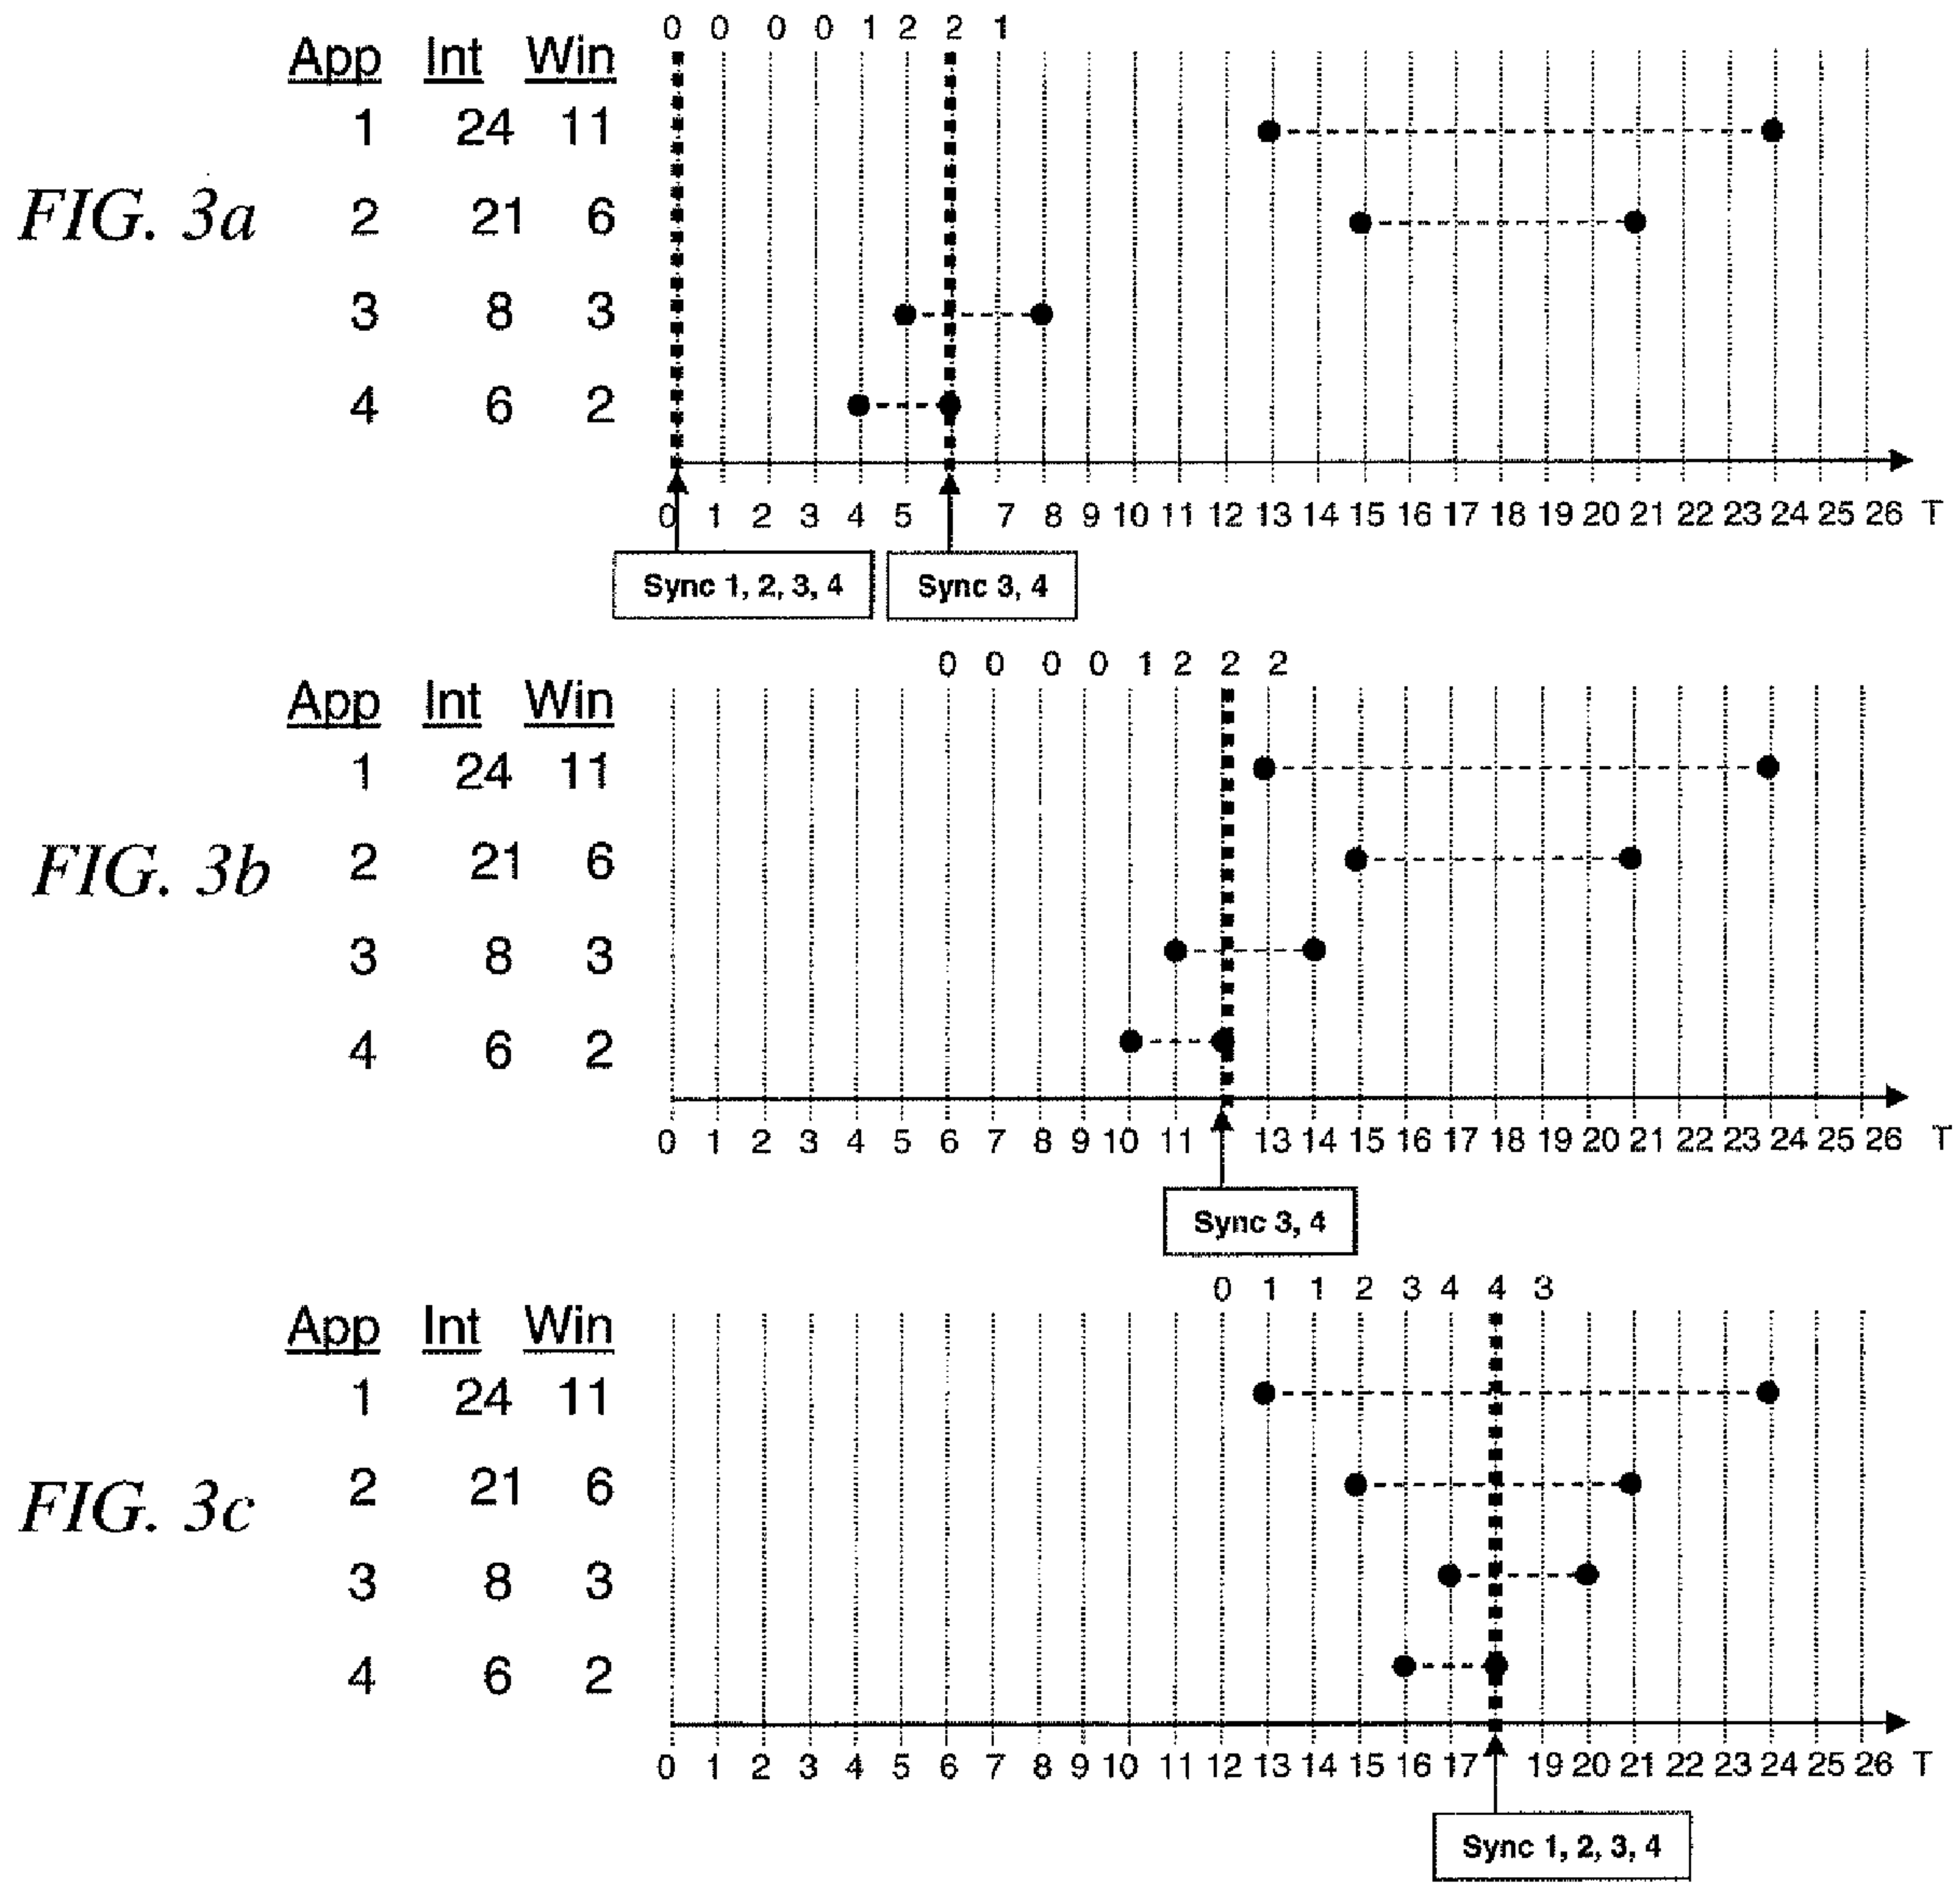 0 0 0 0 1 2 2 1
App Int Win
1 24 11
FIG. 3a 2 21 6
3 8 3
4 6 2
0 1 2 3 4 5 7 8 9 10 11 12 13 14 15 16 17 18 19 20 21 22 23 24 25 26 T
Sync 1, 2, 3, 4 Sync 3, 4
0 0 0 0 1 2 2 2
App Int Win
1 24 11
FIG. 3b 2 21 6
3 8 3
4 6 2
0 1 2 3 4 5 6 7 8 9 10 11 13 14 15 16 17 18 19 20 21 22 23 24 25 26 T
Sync 3, 4
0 1 1 2 3 4 4 3
App Int Win
1 24 11
FIG. 3c 2 21 6
3 8 3
4 6 2
0 1 2 3 4 5 6 7 8 9 10 11 12 13 14 15 16 17 19 20 21 22 23 24 25 26 T
Sync 1, 2, 3, 4